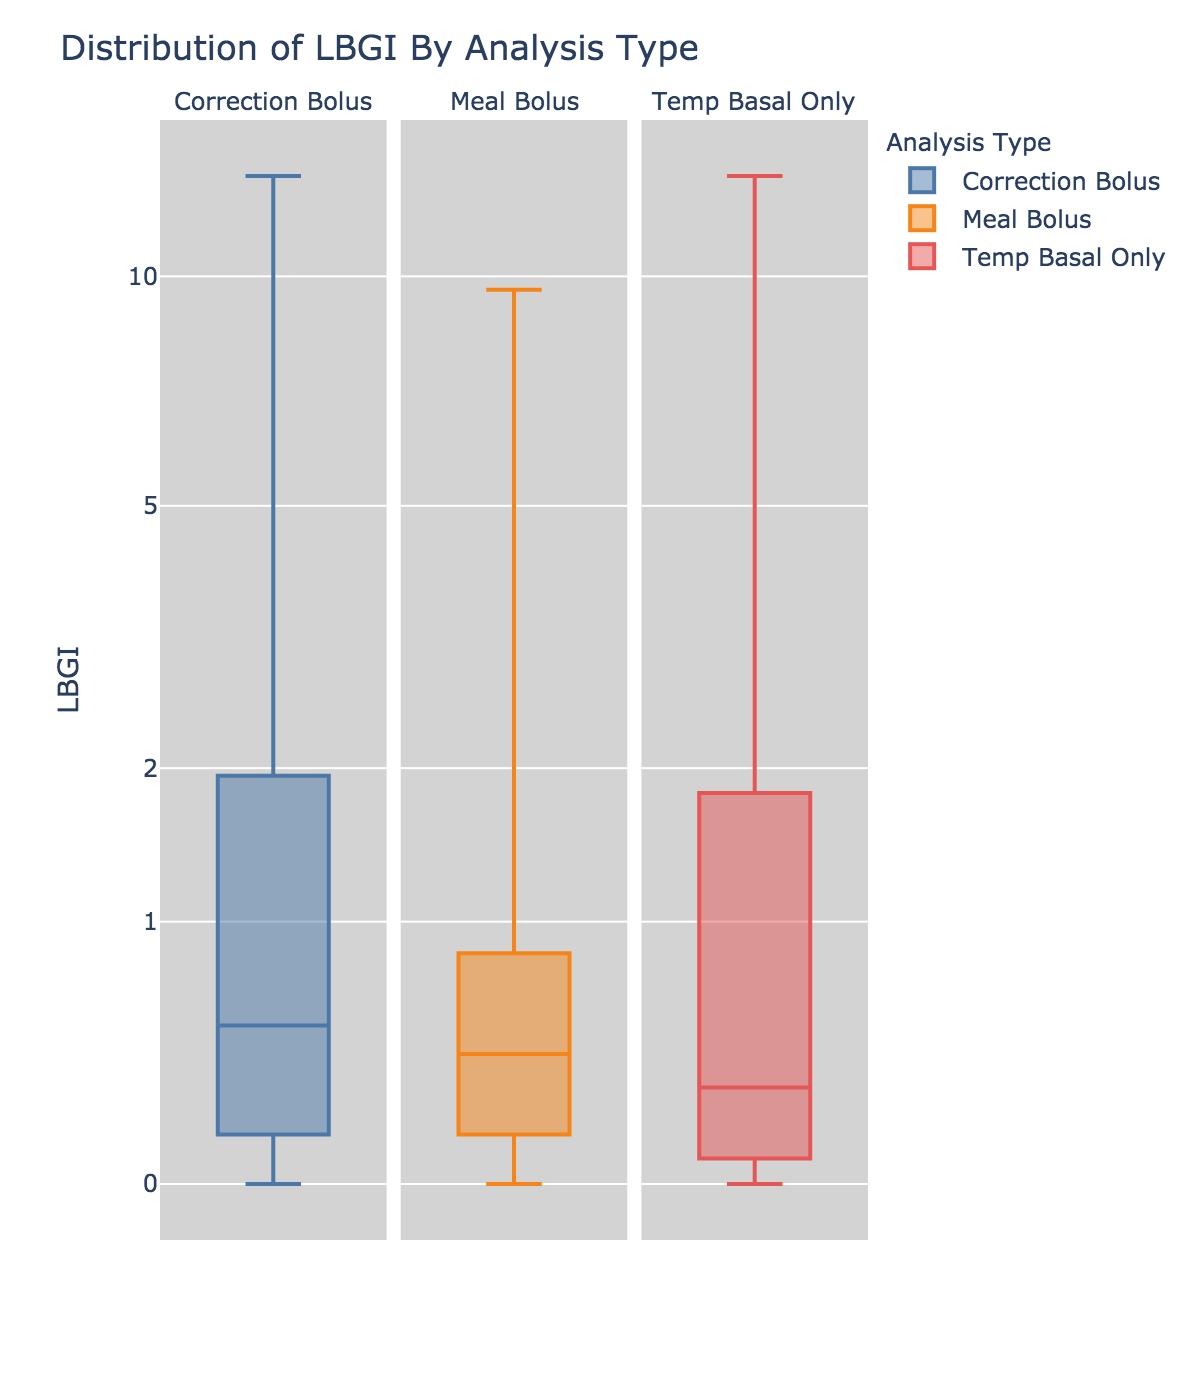 Distribution of LBGI By Analysis Type
Correction Bolus
Meal Bolus
Temp Basal Only
Analysis Type
Correction Bolus
Meal Bolus
Temp Basal Only
LBGI
10
5
2
1
0